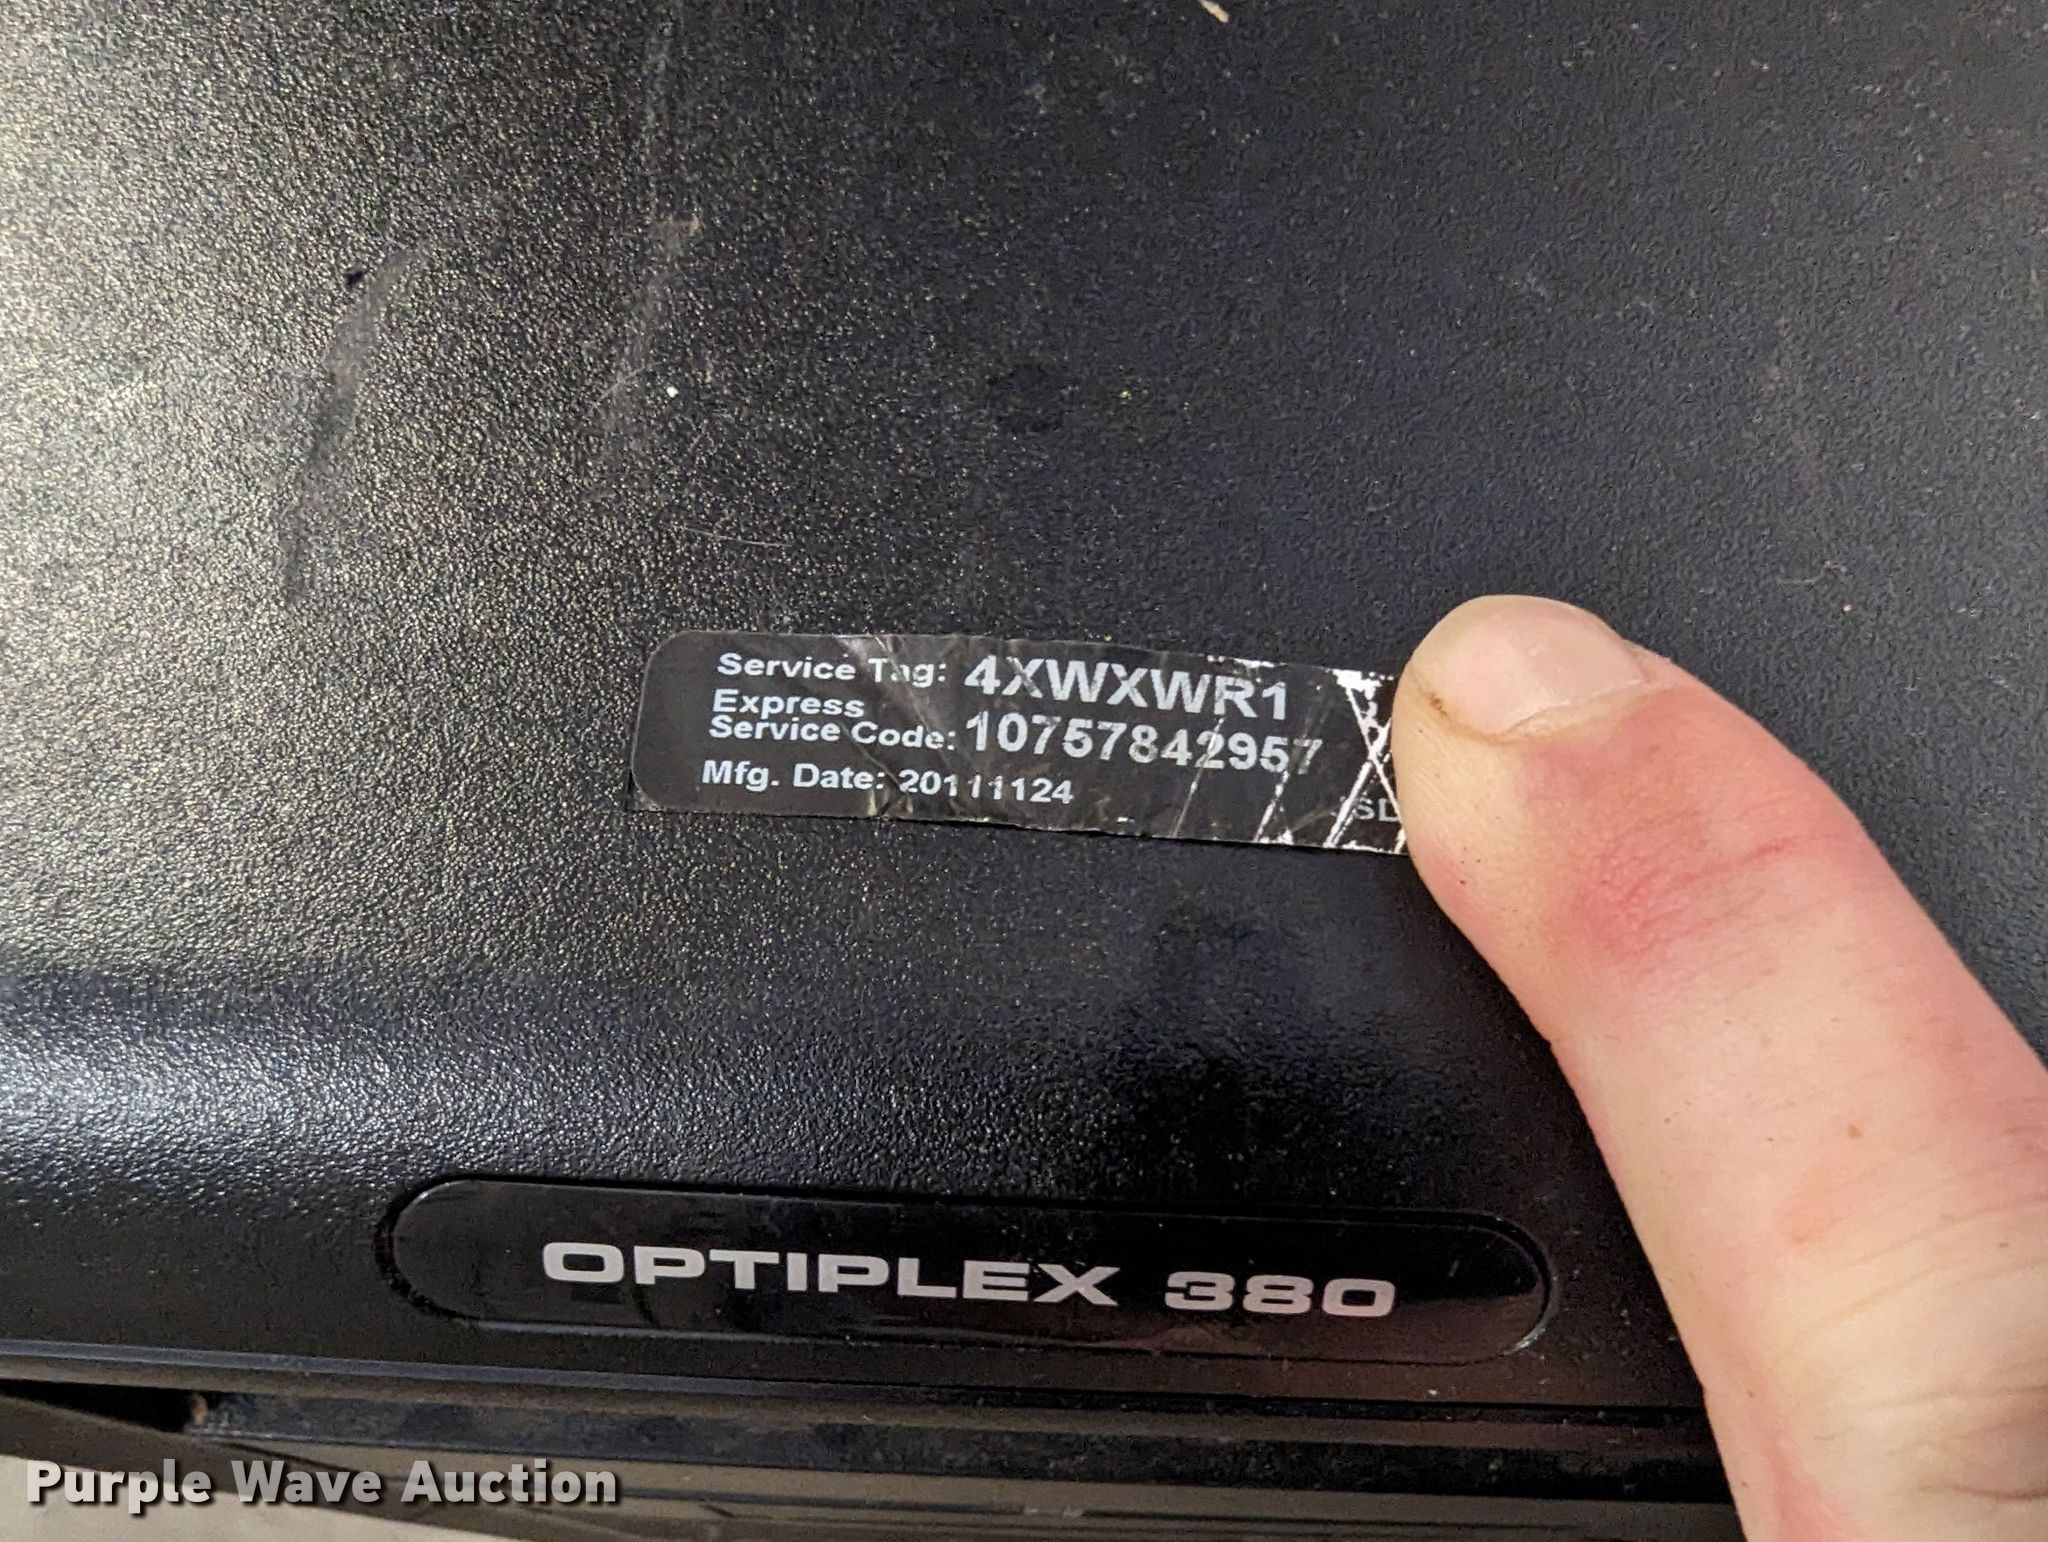 Service Tag: 4XWXWR1
Express
Service Code: 10757842957
Mfg. Date: 20111124
OPTIPLEX 380
Purple Wave Auction